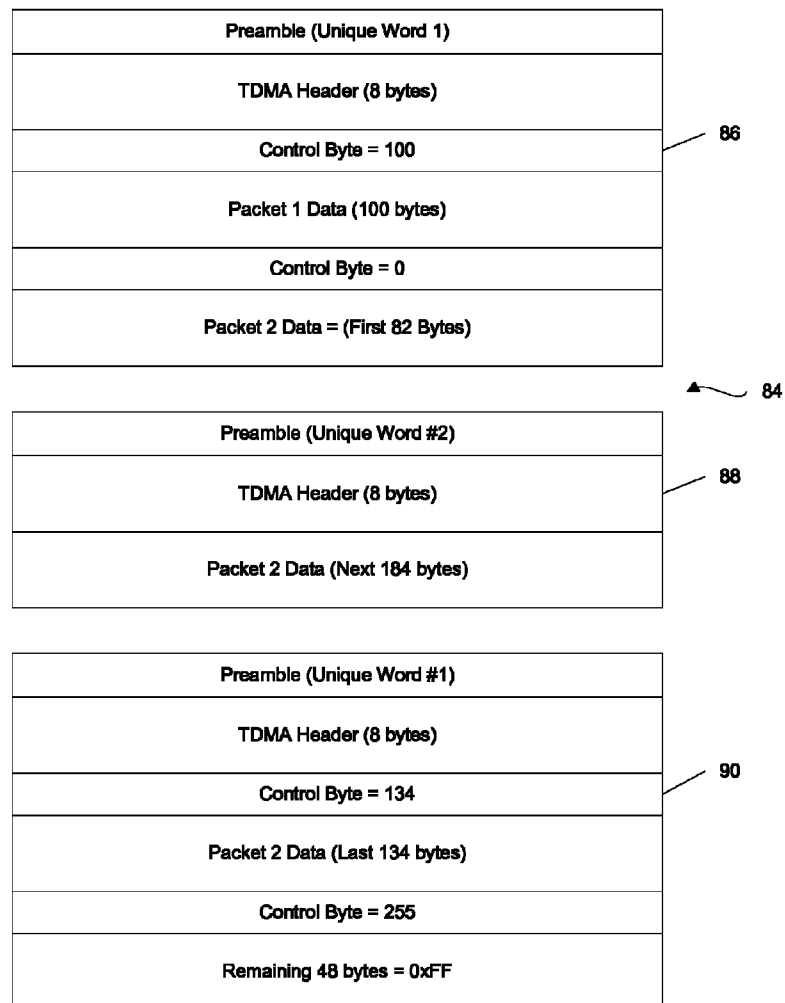 Preamble (Unique Word 1)
TDMA Header (8 bytes)
Control Byte = 100
86
Packet 1 Data (100 bytes)
Control Byte = 0
Packet 2 Data = (First 82 Bytes)
84
Preamble (Unique Word #2)
TDMA Header (8 bytes)
88
Packet 2 Data (Next 184 bytes)
Preamble (Unique Word #1)
TDMA Header (8 bytes)
90
Control Byte = 134
Packet 2 Data (Last 134 bytes)
Control Byte = 255
Remaining 48 bytes = 0xFF